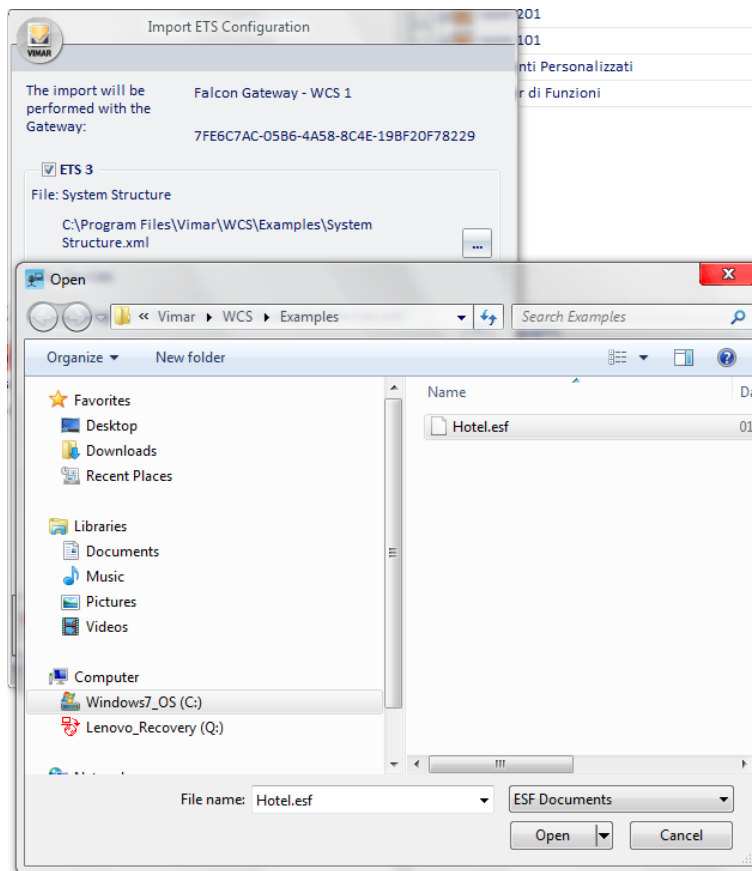 Import ETS Configuration
VIMAR
201
101
nti Personalizzati
r di Funzioni
The import will be
performed with the
Gateway:
Falcon Gateway - WCS 1
7FE6C7AC-05B6-4A58-8C4E-19BF20F78229
ETS 3
File: System Structure
C:\Program Files\Vimar\WCS\Examples\System
Structure.xml
...
Open
« Vimar WCS Examples
Search Examples
Organize New folder
Name Da
Favorites
Desktop
Downloads
Recent Places
Hotel.esf 01
Libraries
Documents
Music
Pictures
Videos
Computer
Windows7_OS (C:)
Lenovo_Recovery (Q:)
File name: Hotel.esf
ESF Documents
Open Cancel